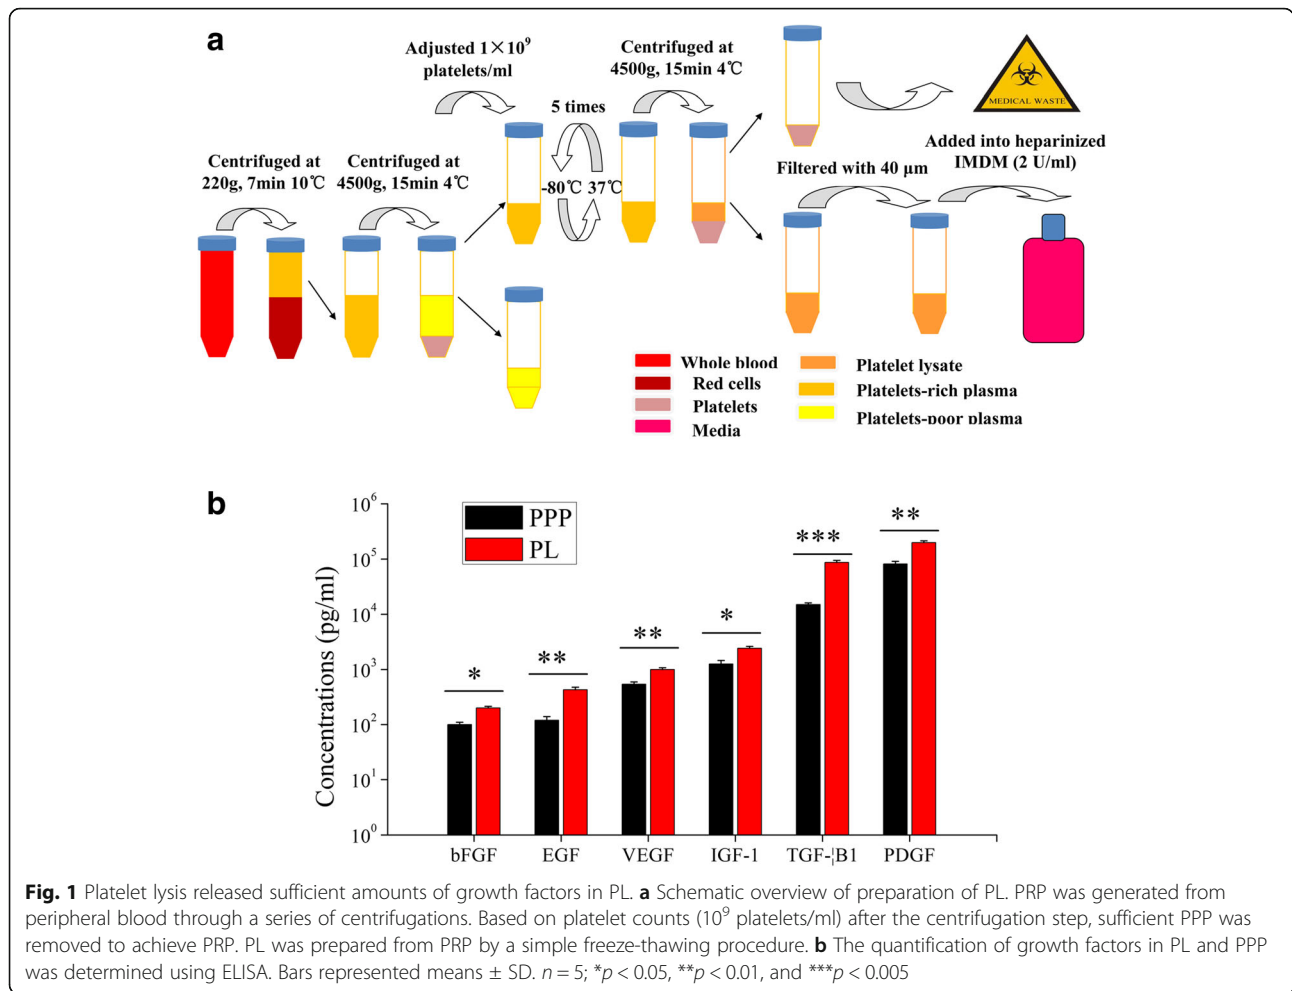 a
Adjusted 1×10⁹
platelets/ml
Centrifuged at
4500g, 15min 4℃
5 times
MEDICAL WASTE
Added into heparinized
IMDM (2 U/ml)
Centrifuged at
220g, 7min 10℃
Centrifuged at
4500g, 15min 4℃
-80℃ 37℃
Filtered with 40 μm
Whole blood
Red cells
Platelets
Media
Platelet lysate
Platelets-rich plasma
Platelets-poor plasma
b
PPP
PL
Concentrations (pg/ml)
10⁶
10⁵
10⁴
10³
10²
10¹
10⁰
*
**
**
*
***
**
bFGF
EGF
VEGF
IGF-1
TGF-¦B1
PDGF
Fig. 1 Platelet lysis released sufficient amounts of growth factors in PL. a Schematic overview of preparation of PL. PRP was generated from
peripheral blood through a series of centrifugations. Based on platelet counts (10⁹ platelets/ml) after the centrifugation step, sufficient PPP was
removed to achieve PRP. PL was prepared from PRP by a simple freeze-thawing procedure. b The quantification of growth factors in PL and PPP
was determined using ELISA. Bars represented means ± SD. n = 5; *p < 0.05, **p < 0.01, and ***p < 0.005